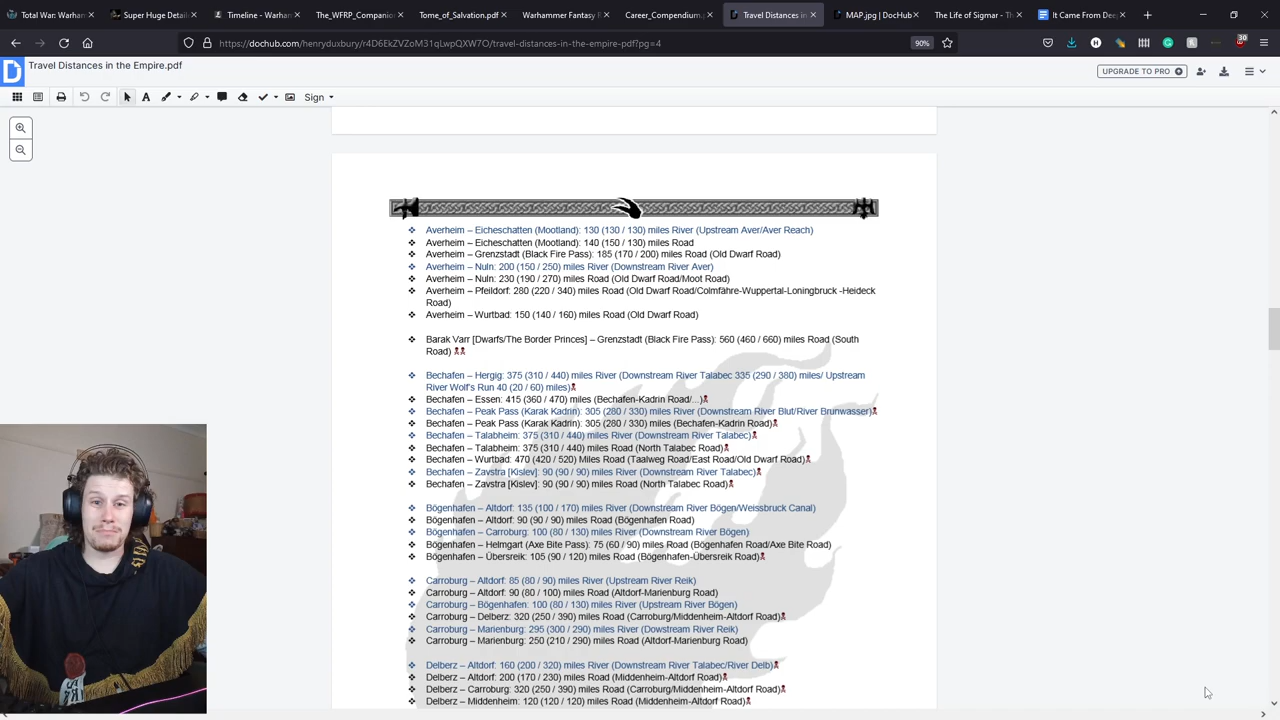 Total War: Warham
Super Huge Detail
Timeline - Warham
The_WFRP_Companio
Tome_of_Salvation.pdf
Warhammer Fantasy R
Career_Compendium.
Travel Distances in
MAP.jpg | DocHub
The Life of Sigmar - Th
It Came From Dee
https://dochub.com/henryduxbury/r4D6EkZVZoM31qLwpQXW7O/travel-distances-in-the-empire-pdf?pg=4
90%
30
Travel Distances in the Empire.pdf
UPGRADE TO PRO
Sign
Averheim – Eicheschatten (Mootland): 130 (130 / 130) miles River (Upstream Aver/Aver Reach)
Averheim – Eicheschatten (Mootland): 140 (150 / 130) miles Road
Averheim – Grenzstadt (Black Fire Pass): 185 (170 / 200) miles Road (Old Dwarf Road)
Averheim – Nuln: 200 (150 / 250) miles River (Downstream River Aver)
Averheim – Nuln: 230 (190 / 270) miles Road (Old Dwarf Road/Moot Road)
Averheim – Pfeildorf: 280 (220 / 340) miles Road (Old Dwarf Road/Colmfähre-Wuppertal-Loningbruck -Heideck
Road)
Averheim – Wurtbad: 150 (140 / 160) miles Road (Old Dwarf Road)
Barak Varr [Dwarfs/The Border Princes] – Grenzstadt (Black Fire Pass): 560 (460 / 660) miles Road (South
Road)
Bechafen – Hergig: 375 (310 / 440) miles River (Downstream River Talabec 335 (290 / 380) miles/ Upstream
River Wolf's Run 40 (20 / 60) miles)
Bechafen – Essen: 415 (360 / 470) miles (Bechafen-Kadrin Road/...)
Bechafen – Peak Pass (Karak Kadrin): 305 (280 / 330) miles River (Downstream River Blut/River Brunwasser)
Bechafen – Peak Pass (Karak Kadrin): 305 (280 / 330) miles (Bechafen-Kadrin Road)
Bechafen – Talabheim: 375 (310 / 440) miles River (Downstream River Talabec)
Bechafen – Talabheim: 375 (310 / 440) miles Road (North Talabec Road)
Bechafen – Wurtbad: 470 (420 / 520) Miles Road (Taalweg Road/East Road/Old Dwarf Road)
Bechafen – Zavstra [Kislev]: 90 (90 / 90) miles River (Downstream River Talabec)
Bechafen – Zavstra [Kislev]: 90 (90 / 90) miles Road (North Talabec Road)
Bögenhafen – Altdorf: 135 (100 / 170) miles River (Downstream River Bögen/Weissbruck Canal)
Bögenhafen – Altdorf: 90 (90 / 90) miles Road (Bögenhafen Road)
Bögenhafen – Carroburg: 100 (80 / 130) miles River (Downstream River Bögen)
Bögenhafen – Helmgart (Axe Bite Pass): 75 (60 / 90) miles Road (Bögenhafen Road/Axe Bite Road)
Bögenhafen – Übersreik: 105 (90 / 120) miles Road (Bögenhafen-Übersreik Road)
Carroburg – Altdorf: 85 (80 / 90) miles River (Upstream River Reik)
Carroburg – Altdorf: 90 (80 / 100) miles Road (Altdorf-Marienburg Road)
Carroburg – Bögenhafen: 100 (80 / 130) miles River (Upstream River Bögen)
Carroburg – Delberz: 320 (250 / 390) miles Road (Carroburg/Middenheim-Altdorf Road)
Carroburg – Marienburg: 295 (300 / 290) miles River (Dowstream River Reik)
Carroburg – Marienburg: 250 (210 / 290) miles Road (Altdorf-Marienburg Road)
Delberz – Altdorf: 160 (200 / 320) miles River (Downstream River Talabec/River Delb)
Delberz – Altdorf: 200 (170 / 230) miles Road (Middenheim-Altdorf Road)
Delberz – Carroburg: 320 (250 / 390) miles Road (Carroburg/Middenheim-Altdorf Road)
Delberz – Middenheim: 120 (120 / 120) miles Road (Middenheim-Altdorf Road)